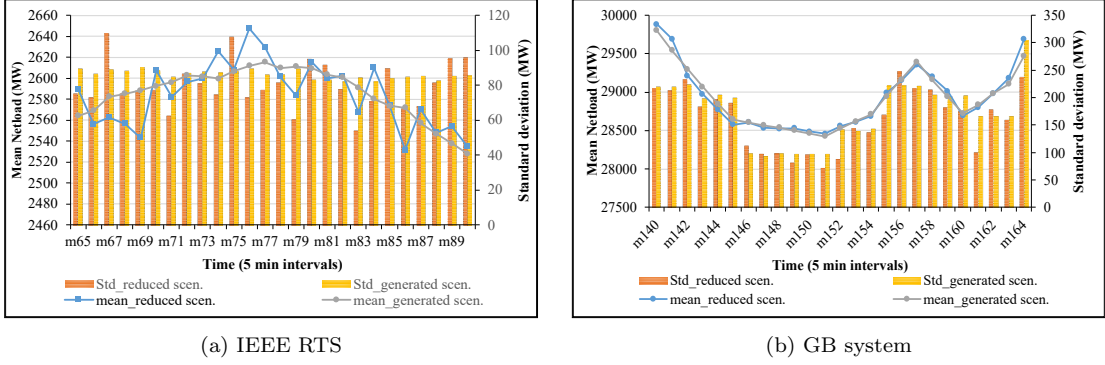 2660
2640
2620
2600
2580
2560
2540
2520
2500
2480
2460
Mean Netload (MW)
120
100
80
60
40
20
0
Standard deviation (MW)
m65 m67 m69 m71 m73 m75 m77 m79 m81 m83 m85 m87 m89
Time (5 min intervals)
Std_reduced scen. Std_generated scen.
mean_reduced scen. mean_generated scen.
(a) IEEE RTS
30000
29500
29000
28500
28000
27500
Mean Netload (MW)
350
300
250
200
150
100
50
0
Standard deviation (MW)
m140 m142 m144 m146 m148 m150 m152 m154 m156 m158 m160 m162 m164
Time (5 min intervals)
Std_reduced scen. Std_generated scen.
mean_reduced scen. mean_generated scen.
(b) GB system